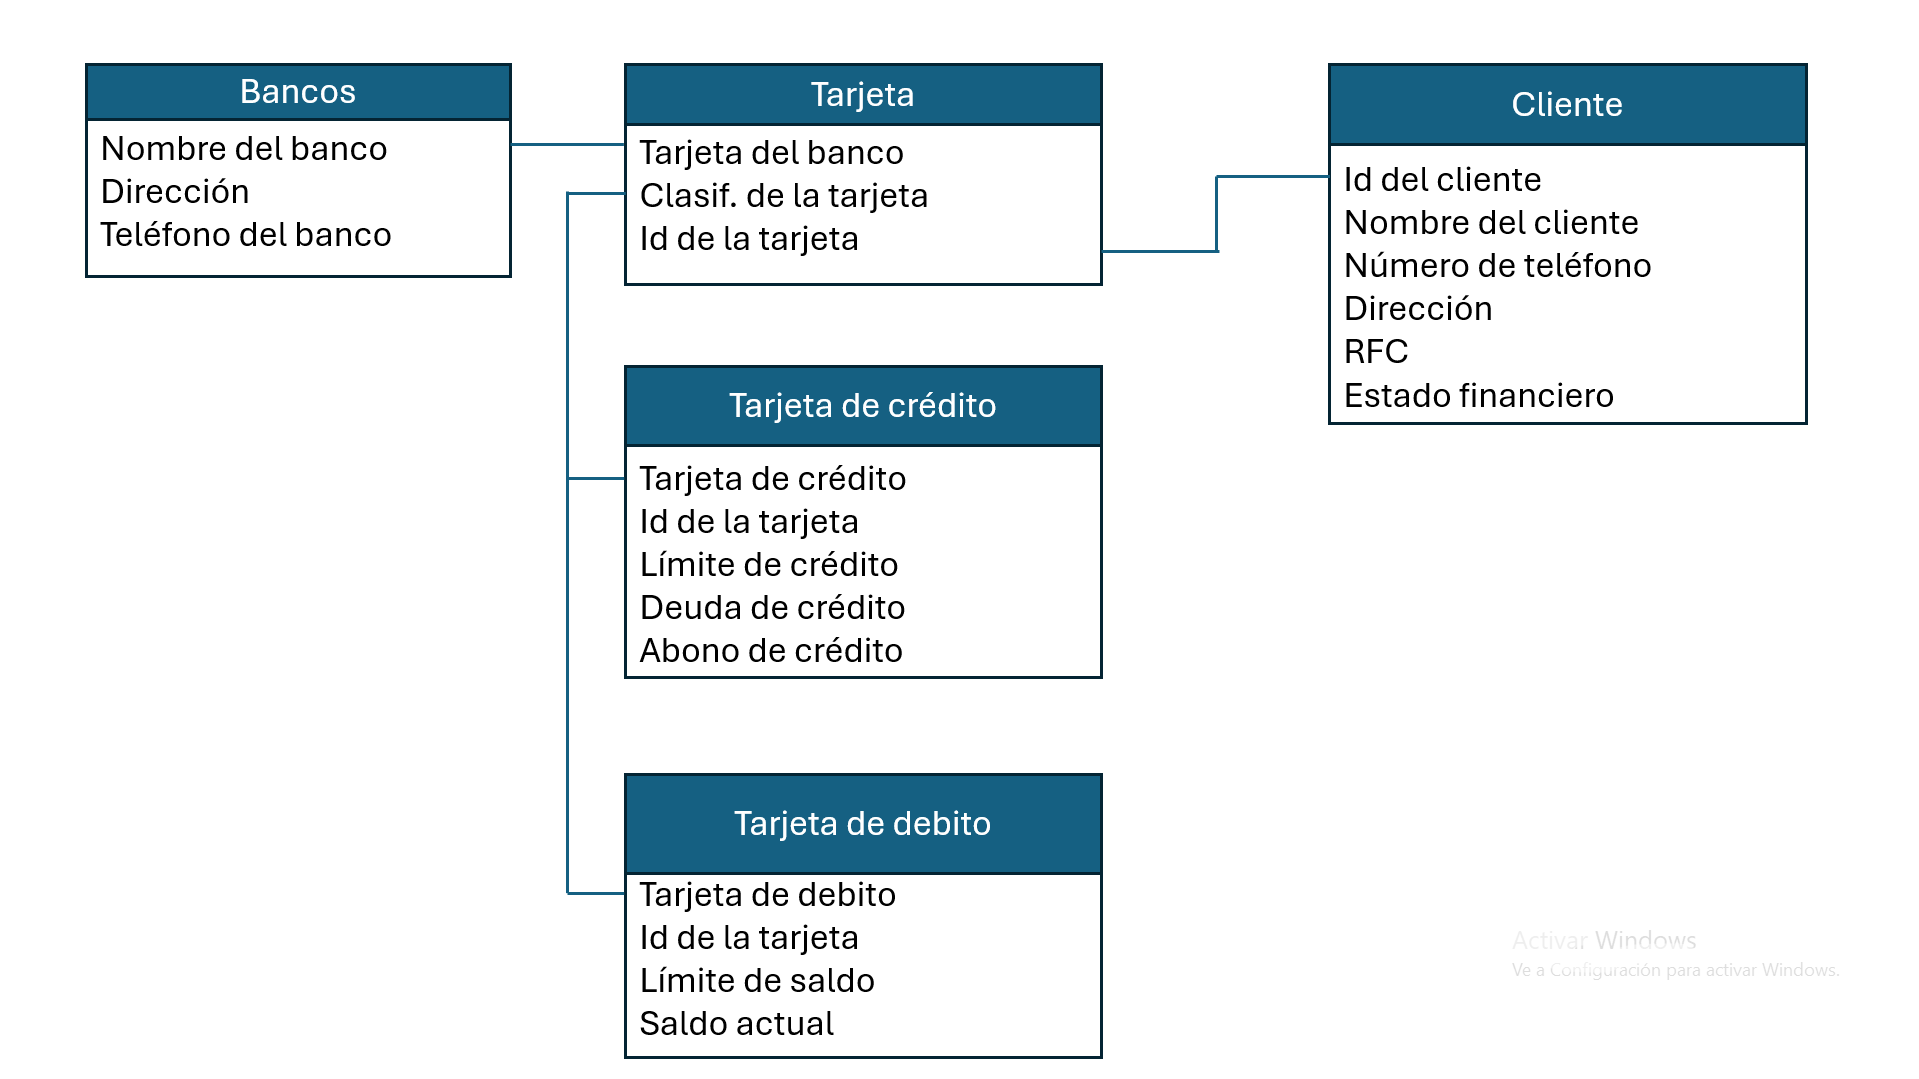 Bancos
Nombre del banco
Dirección
Teléfono del banco
Tarjeta
Tarjeta del banco
Clasif. de la tarjeta
Id de la tarjeta
Cliente
Id del cliente
Nombre del cliente
Número de teléfono
Dirección
RFC
Estado financiero
Tarjeta de crédito
Tarjeta de crédito
Id de la tarjeta
Límite de crédito
Deuda de crédito
Abono de crédito
Tarjeta de debito
Tarjeta de debito
Id de la tarjeta
Límite de saldo
Saldo actual
Activar Windows
Ve a Configuración para activar Windows.